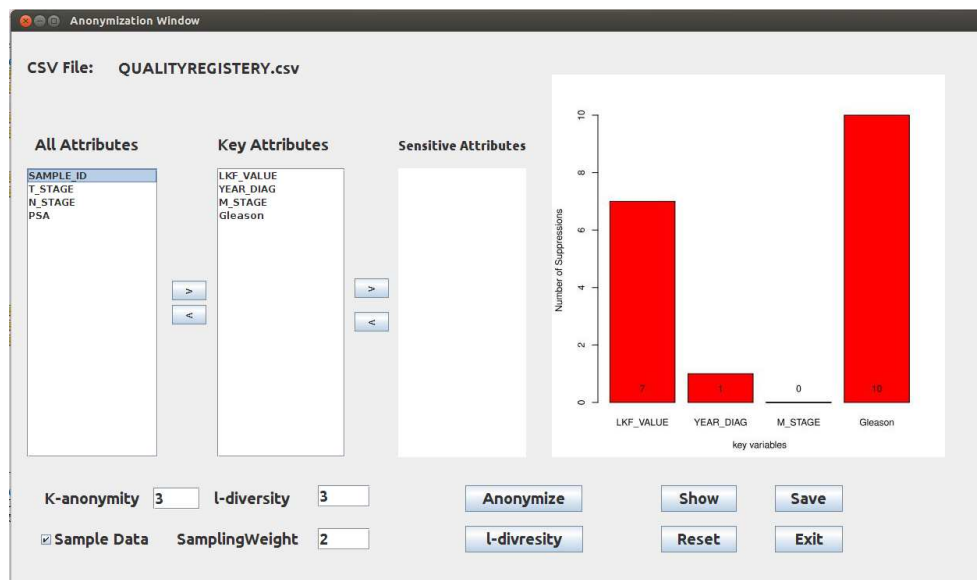 Anonymization Window
CSV File: QUALITYREGISTERY.csv
All Attributes
Key Attributes
Sensitive Attributes
SAMPLE_ID
T_STAGE
N_STAGE
PSA
LKF_VALUE
YEAR_DIAG
M_STAGE
Gleason
>
<
>
<
Number of Suppressions
10
8
6
4
2
0
7
1
0
10
LKF_VALUE
YEAR_DIAG
M_STAGE
Gleason
key variables
K-anonymity 3
l-diversity 3
Anonymize
Show
Save
Sample Data
SamplingWeight 2
l-divresity
Reset
Exit